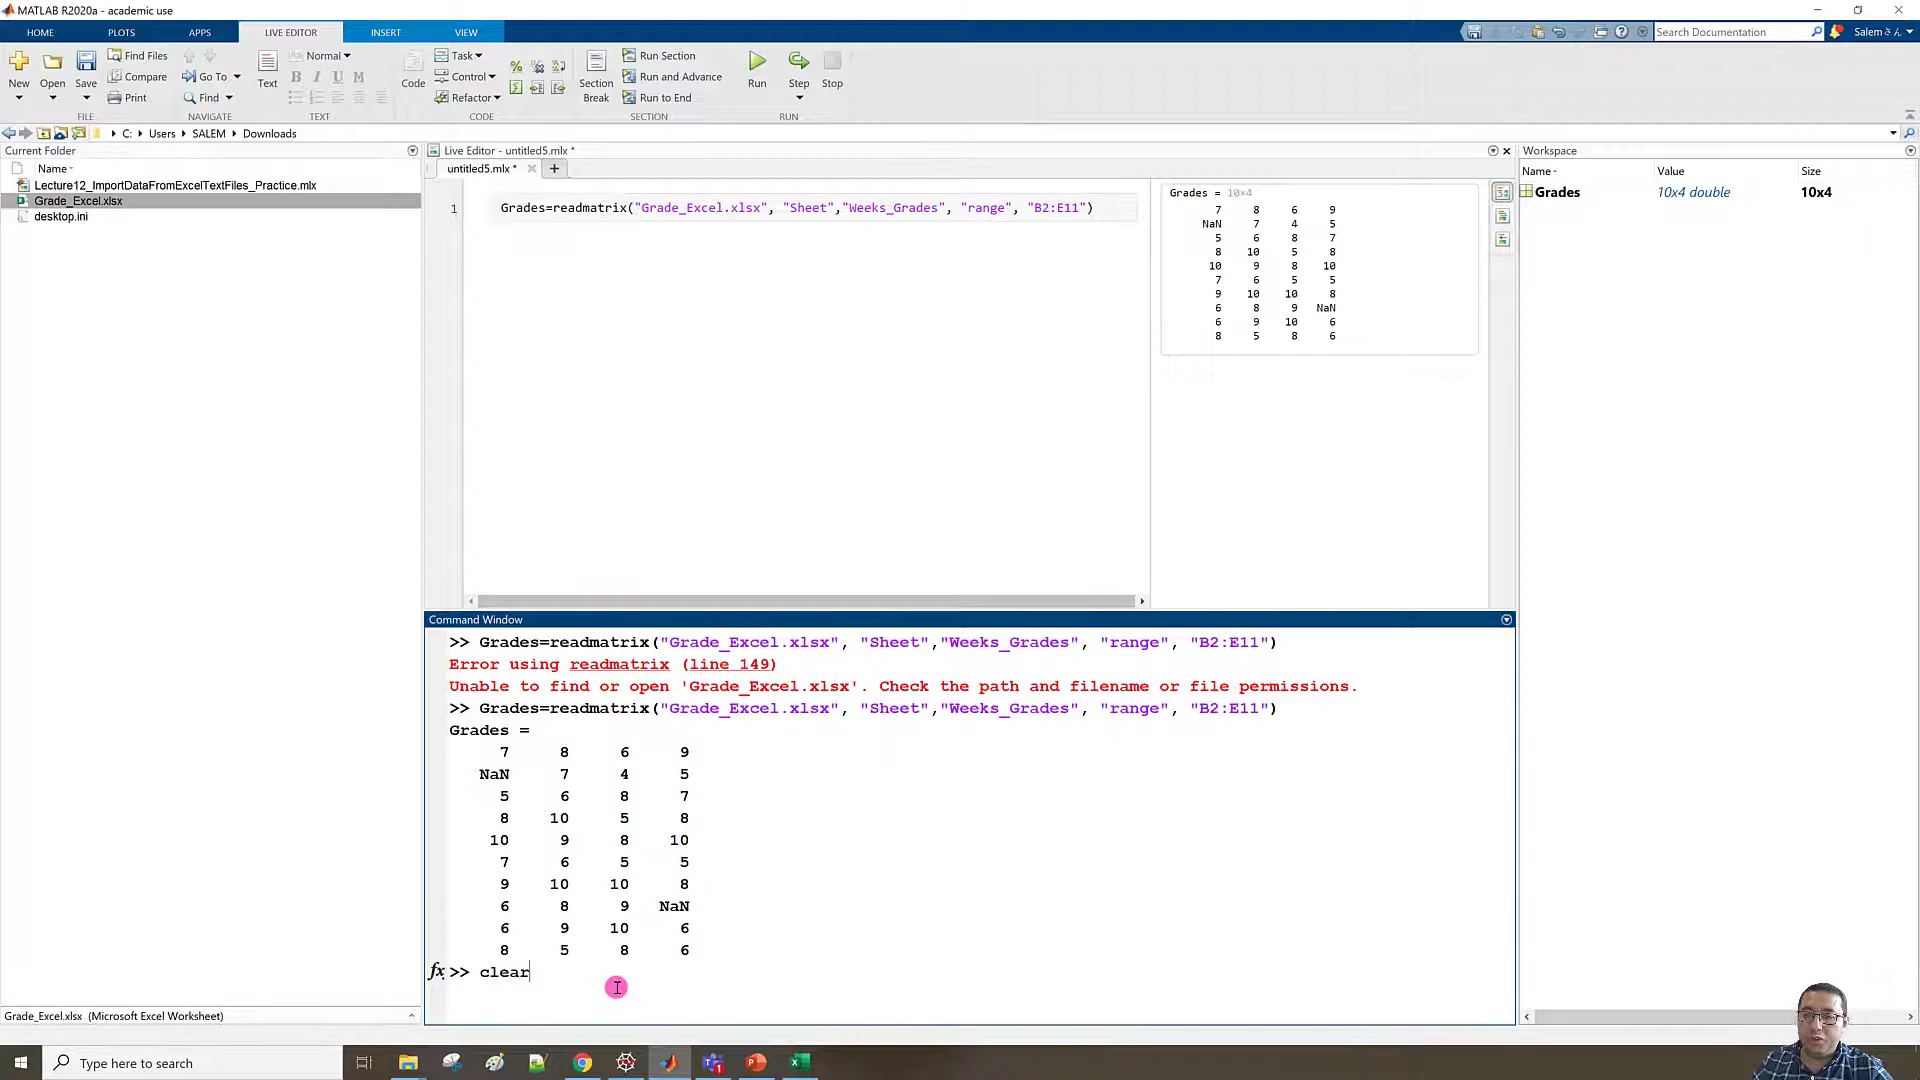 MATLAB R2020a - academic use
HOME PLOTS APPS LIVE EDITOR INSERT VIEW
Search Documentation
Salemさん
New Open Save
Find Files
Compare
Print
FILE
Go To
Find
NAVIGATE
Text
Normal
B I U M
TEXT
Code
Task
Control
Refactor
CODE
Section Break
Run Section
Run and Advance
Run to End
SECTION
Run Step Stop
RUN
C: Users SALEM Downloads
Current Folder
Name
Lecture12_ImportDataFromExcelTextFiles_Practice.mlx
Grade_Excel.xlsx
desktop.ini
Grade_Excel.xlsx (Microsoft Excel Worksheet)
Live Editor - untitled5.mlx *
untitled5.mlx *
1 Grades=readmatrix("Grade_Excel.xlsx", "Sheet","Weeks_Grades", "range", "B2:E11")
Grades = 10x4
7 8 6 9
NaN 7 4 5
5 6 8 7
8 10 5 8
10 9 8 10
7 6 5 5
9 10 10 8
6 8 9 NaN
6 9 10 6
8 5 8 6
Command Window
>> Grades=readmatrix("Grade_Excel.xlsx", "Sheet","Weeks_Grades", "range", "B2:E11")
Error using readmatrix (line 149)
Unable to find or open 'Grade_Excel.xlsx'. Check the path and filename or file permissions.
>> Grades=readmatrix("Grade_Excel.xlsx", "Sheet","Weeks_Grades", "range", "B2:E11")
Grades =
7 8 6 9
NaN 7 4 5
5 6 8 7
8 10 5 8
10 9 8 10
7 6 5 5
9 10 10 8
6 8 9 NaN
6 9 10 6
8 5 8 6
fx >> clear
Workspace
Name Value Size
Grades 10x4 double 10x4
Type here to search